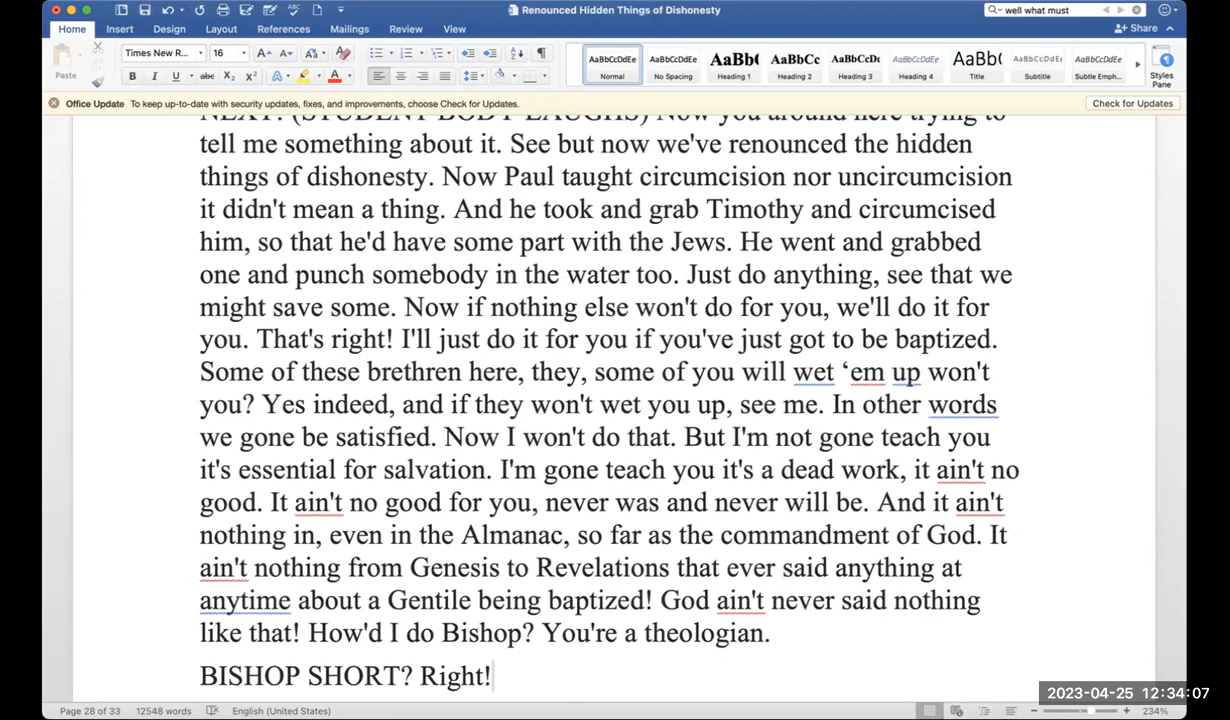 Renounced Hidden Things of Dishonesty
well what must
Home Insert Design Layout References Mailings Review View
Share
Paste
Times New R... 16
AaBbCcDdEe AaBbCcDdEe AaBb( AaBbCc AaBbCcDc AaBbCcDdEe AaBbC AaBbCcDdEe AaBbCcDdEe
Normal No Spacing Heading 1 Heading 2 Heading 3 Heading 4 Title Subtitle Subtle Emph...
Styles
Pane
Office Update To keep up-to-date with security updates, fixes, and improvements, choose Check for Updates. Check for Updates
NEXT! (STUDENT BODY LAUGHS) Now you around here trying to
tell me something about it. See but now we've renounced the hidden
things of dishonesty. Now Paul taught circumcision nor uncircumcision
it didn't mean a thing. And he took and grab Timothy and circumcised
him, so that he'd have some part with the Jews. He went and grabbed
one and punch somebody in the water too. Just do anything, see that we
might save some. Now if nothing else won't do for you, we'll do it for
you. That's right! I'll just do it for you if you've just got to be baptized.
Some of these brethren here, they, some of you will wet ‘em up won't
you? Yes indeed, and if they won't wet you up, see me. In other words
we gone be satisfied. Now I won't do that. But I'm not gone teach you
it's essential for salvation. I'm gone teach you it's a dead work, it ain't no
good. It ain't no good for you, never was and never will be. And it ain't
nothing in, even in the Almanac, so far as the commandment of God. It
ain't nothing from Genesis to Revelations that ever said anything at
anytime about a Gentile being baptized! God ain't never said nothing
like that! How'd I do Bishop? You're a theologian.
BISHOP SHORT? Right!
2023-04-25 12:34:07
Page 28 of 33 12548 words English (United States) 234%